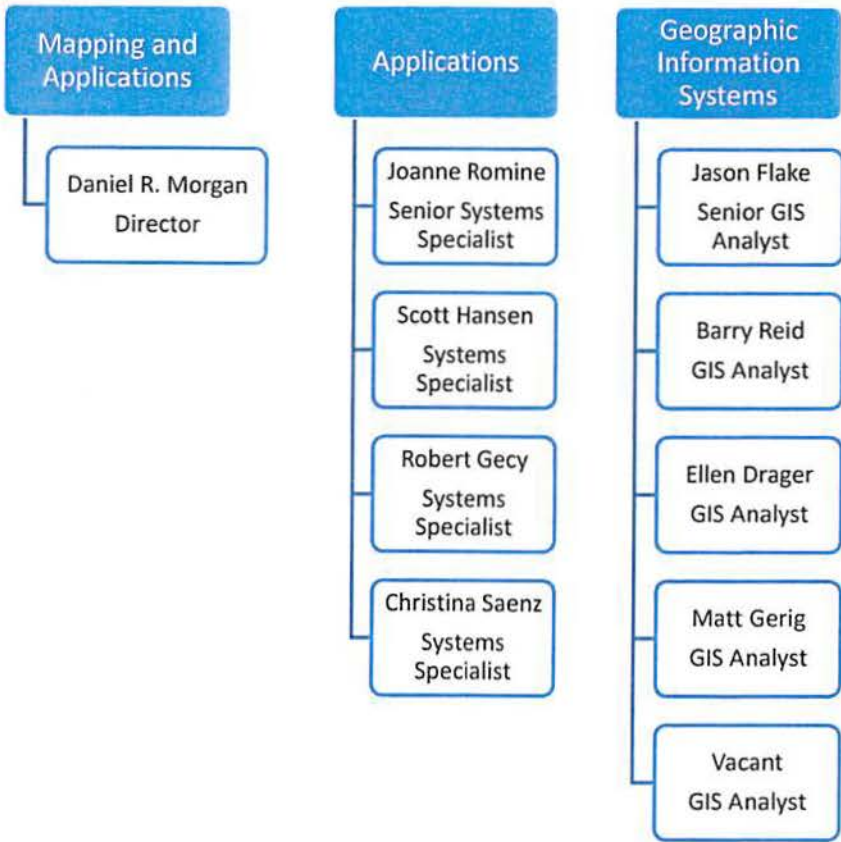 Mapping and
Applications
Daniel R. Morgan
Director
Applications
Joanne Romine
Senior Systems
Specialist
Scott Hansen
Systems
Specialist
Robert Gecy
Systems
Specialist
Christina Saenz
Systems
Specialist
Geographic
Information
Systems
Jason Flake
Senior GIS
Analyst
Barry Reid
GIS Analyst
Ellen Drager
GIS Analyst
Matt Gerig
GIS Analyst
Vacant
GIS Analyst